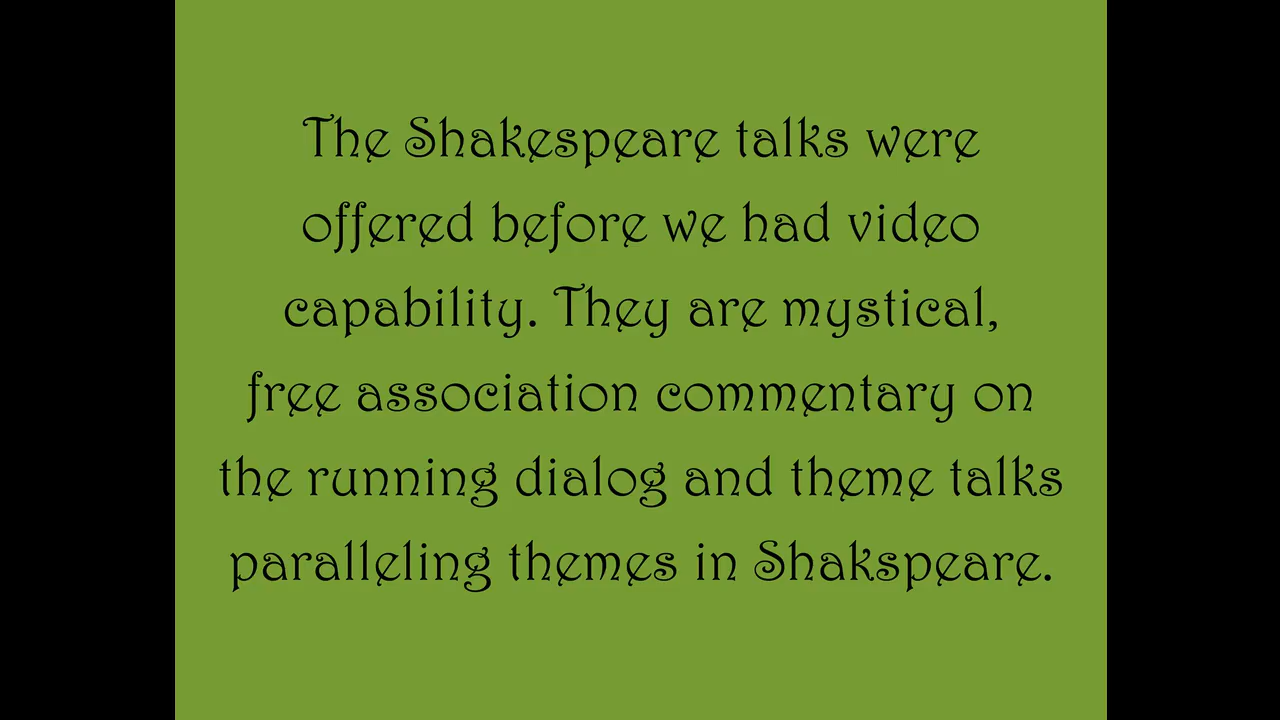 The Shakespeare talks were
offered before we had video
capability. They are mystical,
free association commentary on
the running dialog and theme talks
paralleling themes in Shakspeare.